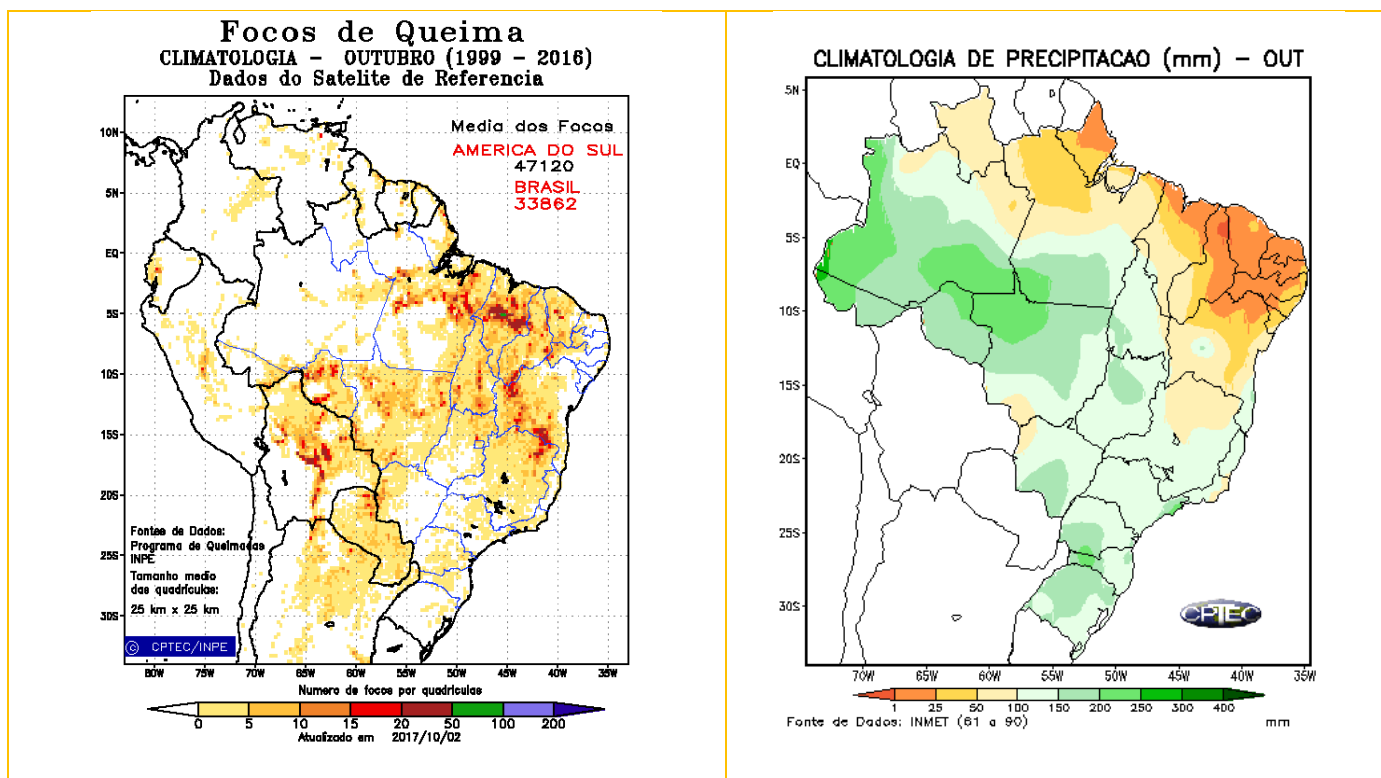 Focos de Queima
CLIMATOLOGIA - OUTUBRO (1999 - 2016)
Dados do Satelite de Referencia
Media dos Focos
AMERICA DO SUL
47120
BRASIL
33862
10N
5N
EQ
5S
10S
15S
20S
25S
30S
Fontes de Dados:
Programa de Queimadas
INPE
Tamanho medio
das quadriculas:
25 km x 25 km
© CPTEC/INPE
80W 75W 70W 65W 60W 55W 50W 45W 40W 35W
Numero de focos por quadriculas
0 5 10 15 20 50 100 200
Atualizado em 2017/10/02
CLIMATOLOGIA DE PRECIPITACAO (mm) - OUT
5N
EQ
5S
10S
15S
20S
25S
30S
CPTEC
70W 65W 60W 55W 50W 45W 40W 35W
1 25 50 100 150 200 250 300 400
Fonte de Dados: INMET (61 a 90)
mm